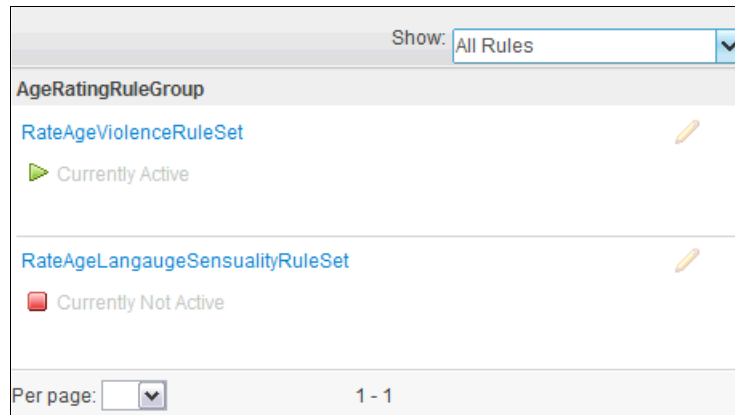 Show: All Rules
AgeRatingRuleGroup
RateAgeViolenceRuleSet
Currently Active
RateAgeLangaugeSensualityRuleSet
Currently Not Active
Per page: 1 - 1